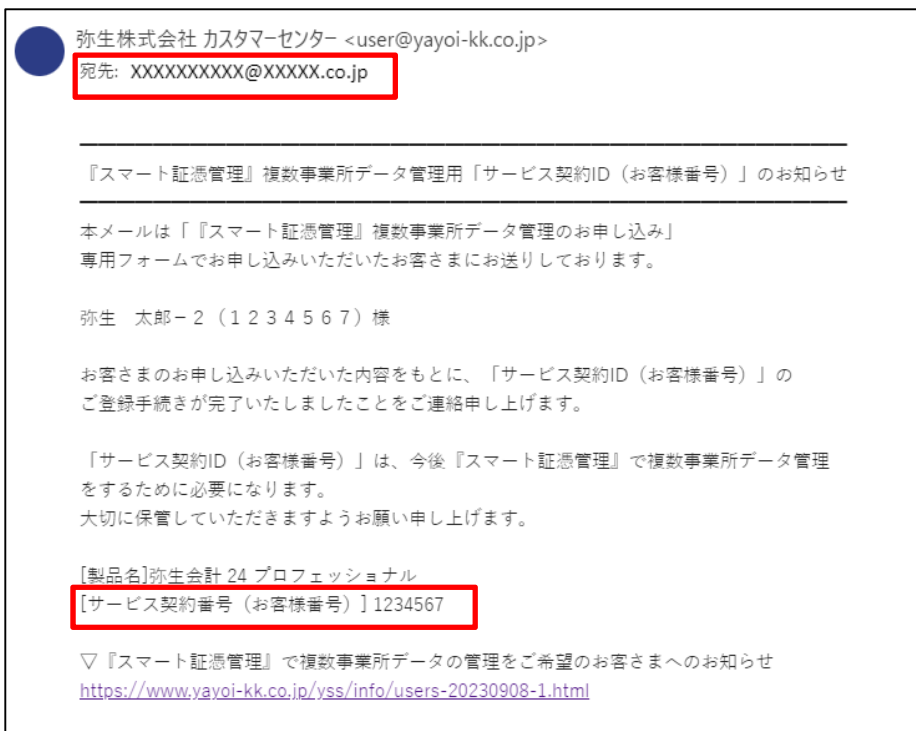 弥生株式会社 カスタマーセンター <user@yayoi-kk.co.jp>
宛先: XXXXXXXXXX@XXXXX.co.jp
『スマート証憑管理』複数事業所データ管理用「サービス契約ID（お客様番号）」のお知らせ
本メールは「『スマート証憑管理』複数事業所データ管理のお申し込み」
専用フォームでお申し込みいただいたお客さまにお送りしております。
弥生　太郎－２（１２３４５６７）様
お客さまのお申し込みいただいた内容をもとに、「サービス契約ID（お客様番号）」の
ご登録手続きが完了いたしましたことをご連絡申し上げます。
「サービス契約ID（お客様番号）」は、今後『スマート証憑管理』で複数事業所データ管理
をするために必要になります。
大切に保管していただきますようお願い申し上げます。
[製品名]弥生会計 24 プロフェッショナル
[サービス契約番号（お客様番号）] 1234567
▽『スマート証憑管理』で複数事業所データの管理をご希望のお客さまへのお知らせ
https://www.yayoi-kk.co.jp/yss/info/users-20230908-1.html